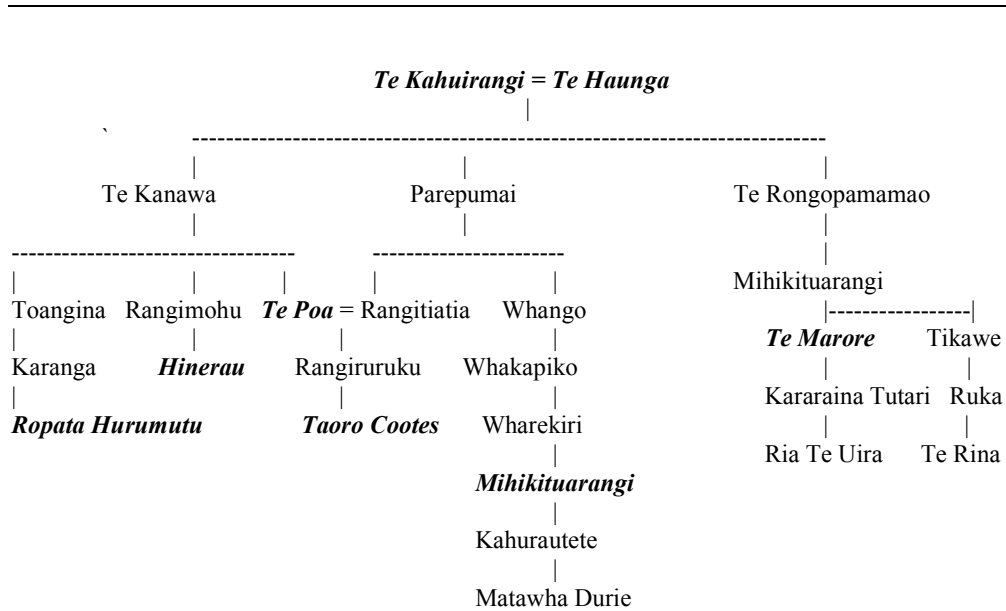 Te Kahuirangi = Te Haunga
|
` --------------------------------------------------------------------------
| | |
Te Kanawa Parepumai Te Rongopamamao
| | |
--------------------------------- ----------------------- |
| | | | | Mihikituarangi
Toangina Rangimohu Te Poa = Rangitiatia Whango |-----------------|
| | | | Te Marore Tikawe
Karanga Hinerau Rangiruruku Whakapiko | |
| | | Kararaina Tutari Ruka
Ropata Hurumutu Taoro Cootes Wharekiri | |
| Ria Te Uira Te Rina
Mihikituarangi
|
Kahurautete
|
Matawha Durie